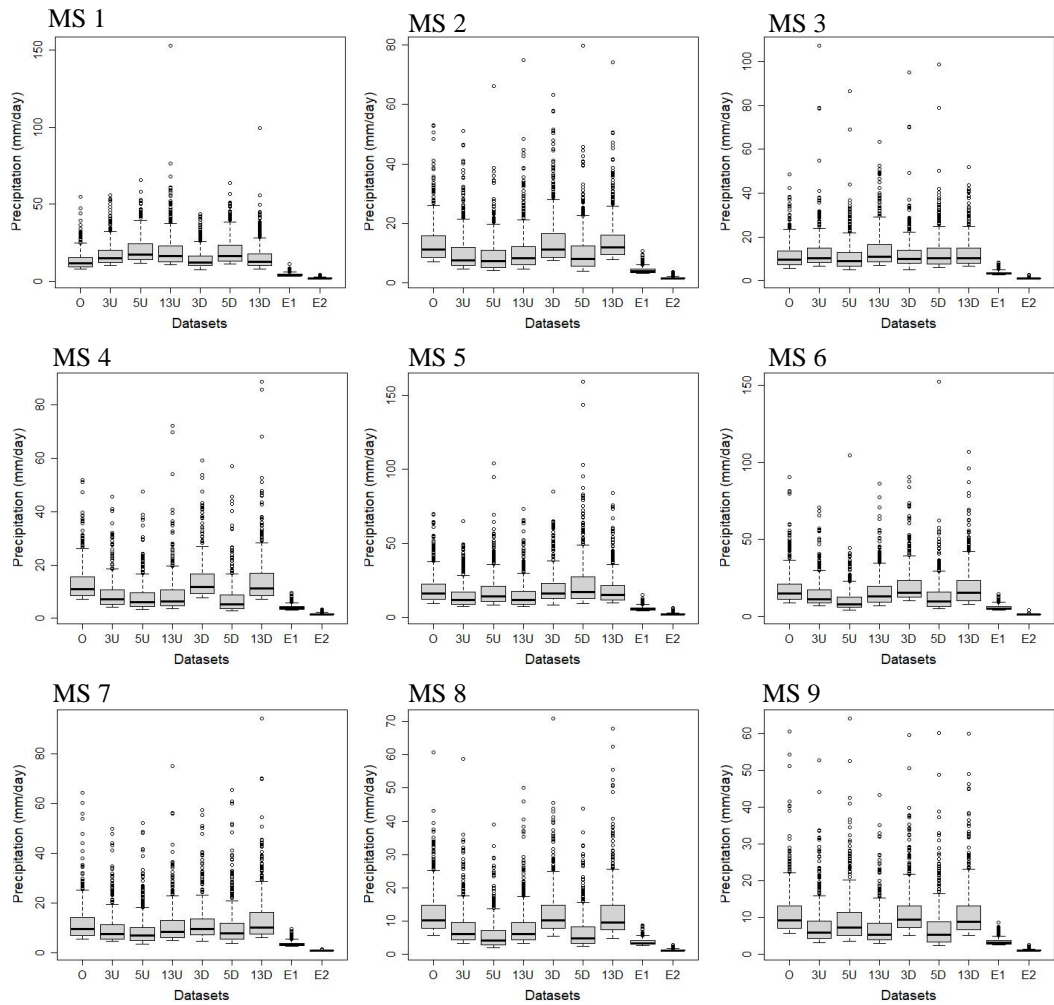 MS 1
MS 2
MS 3
Precipitation (mm/day)
150
100
50
0
O 3U 5U 13U 3D 5D 13D E1 E2
Datasets
Precipitation (mm/day)
80
60
40
20
0
O 3U 5U 13U 3D 5D 13D E1 E2
Datasets
Precipitation (mm/day)
100
80
60
40
20
0
O 3U 5U 13U 3D 5D 13D E1 E2
Datasets
MS 4
MS 5
MS 6
Precipitation (mm/day)
80
60
40
20
0
O 3U 5U 13U 3D 5D 13D E1 E2
Datasets
Precipitation (mm/day)
150
100
50
0
O 3U 5U 13U 3D 5D 13D E1 E2
Datasets
Precipitation (mm/day)
150
100
50
0
O 3U 5U 13U 3D 5D 13D E1 E2
Datasets
MS 7
MS 8
MS 9
Precipitation (mm/day)
80
60
40
20
0
O 3U 5U 13U 3D 5D 13D E1 E2
Datasets
Precipitation (mm/day)
70
60
50
40
30
20
10
0
O 3U 5U 13U 3D 5D 13D E1 E2
Datasets
Precipitation (mm/day)
60
50
40
30
20
10
0
O 3U 5U 13U 3D 5D 13D E1 E2
Datasets